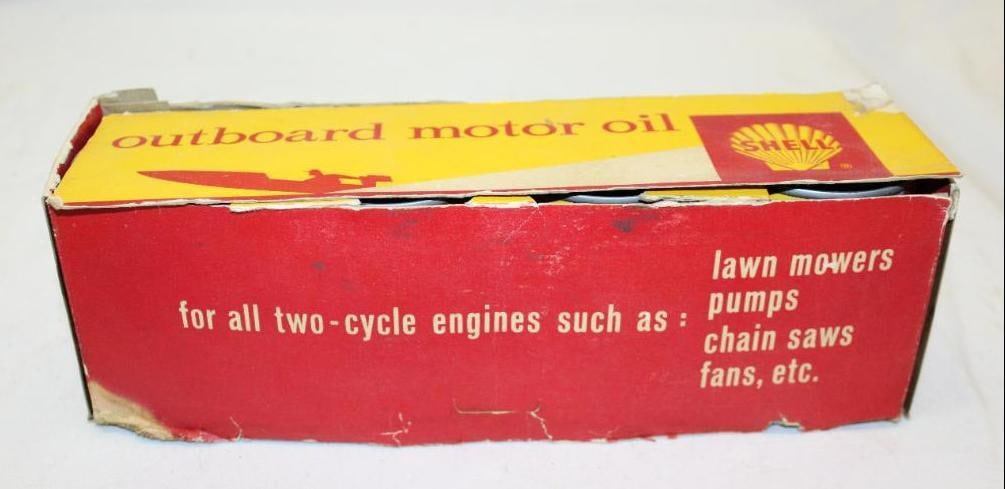 outboard motor oil
SHELL
®
for all two-cycle engines such as :
lawn mowers
pumps
chain saws
fans, etc.